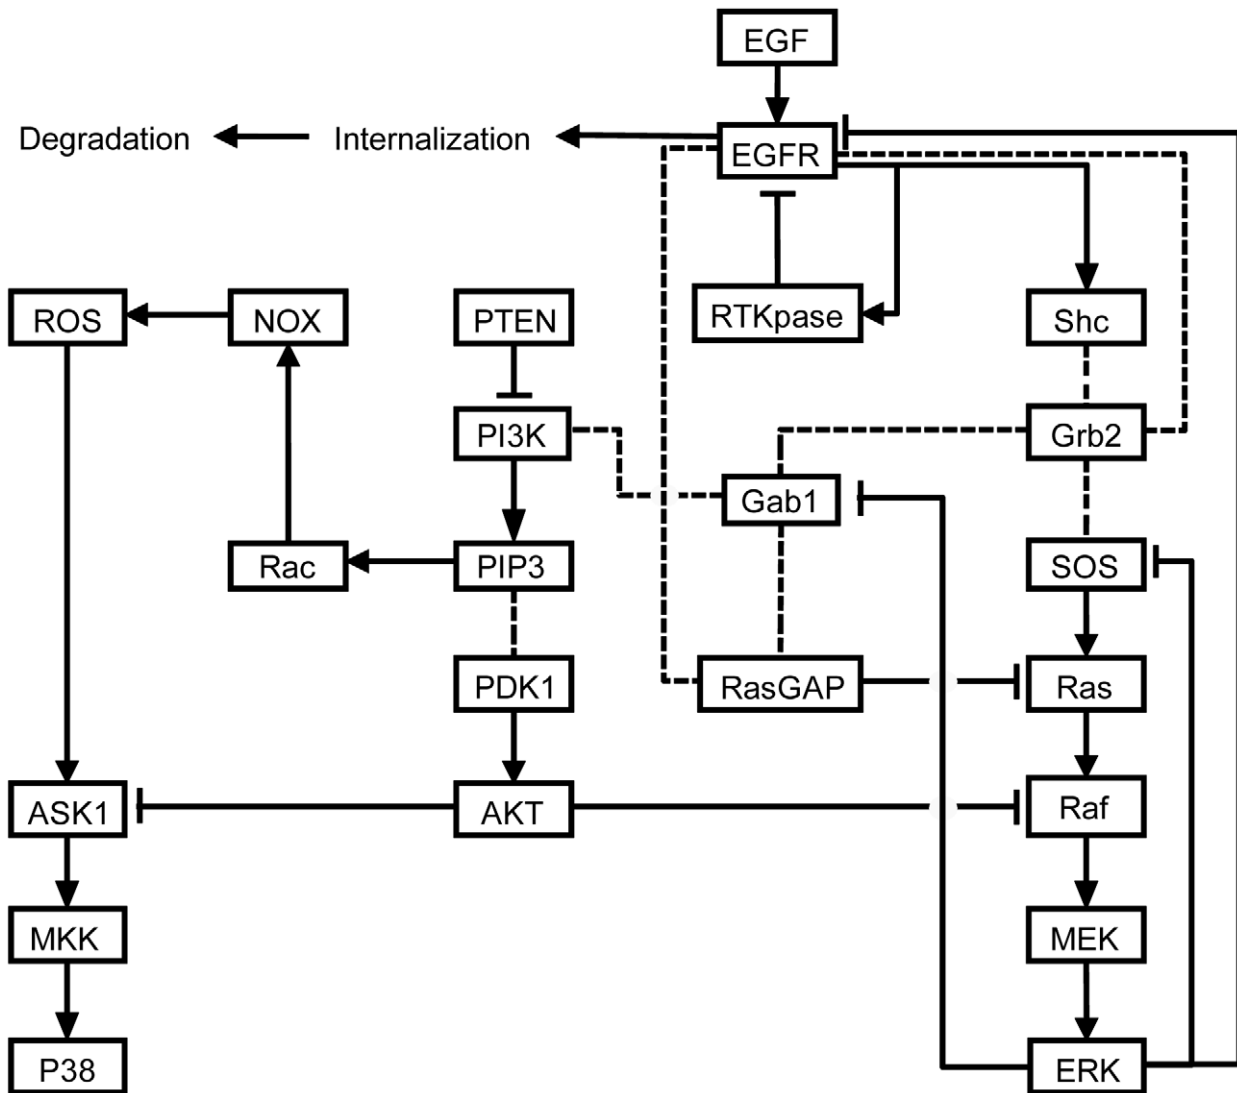 EGF
Degradation Internalization
EGFR
ROS NOX PTEN RTKpase Shc
PI3K Grb2
Gab1
Rac PIP3 SOS
PDK1 RasGAP Ras
ASK1 AKT Raf
MKK MEK
P38 ERK